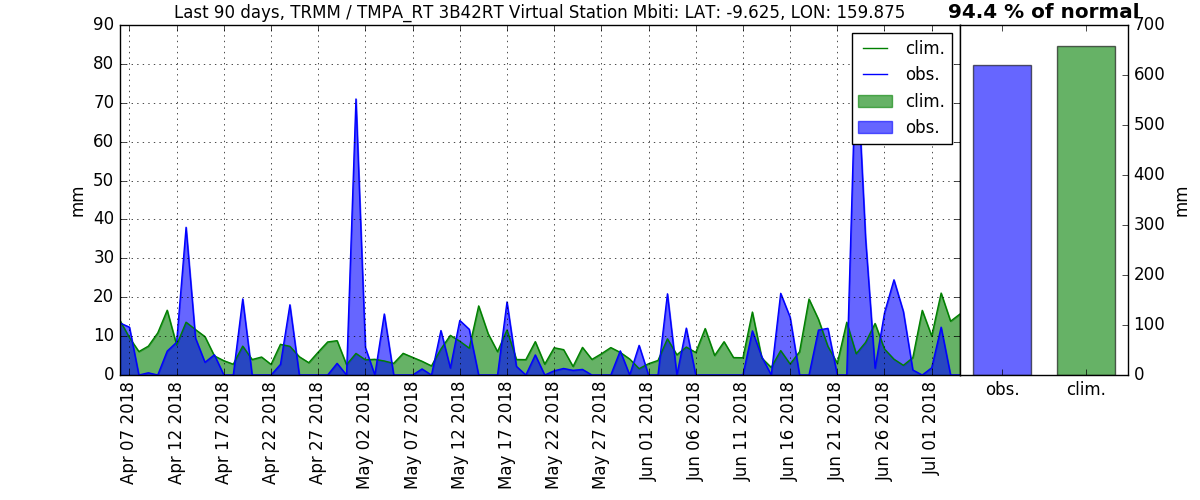 Last 90 days, TRMM / TMPA_RT 3B42RT Virtual Station Mbiti: LAT: -9.625, LON: 159.875
94.4 % of normal
90
80
70
60
50
40
30
20
10
0
mm
clim.
obs.
clim.
obs.
Apr 07 2018
Apr 12 2018
Apr 17 2018
Apr 22 2018
Apr 27 2018
May 02 2018
May 07 2018
May 12 2018
May 17 2018
May 22 2018
May 27 2018
Jun 01 2018
Jun 06 2018
Jun 11 2018
Jun 16 2018
Jun 21 2018
Jun 26 2018
Jul 01 2018
700
600
500
400
300
200
100
0
mm
obs.
clim.